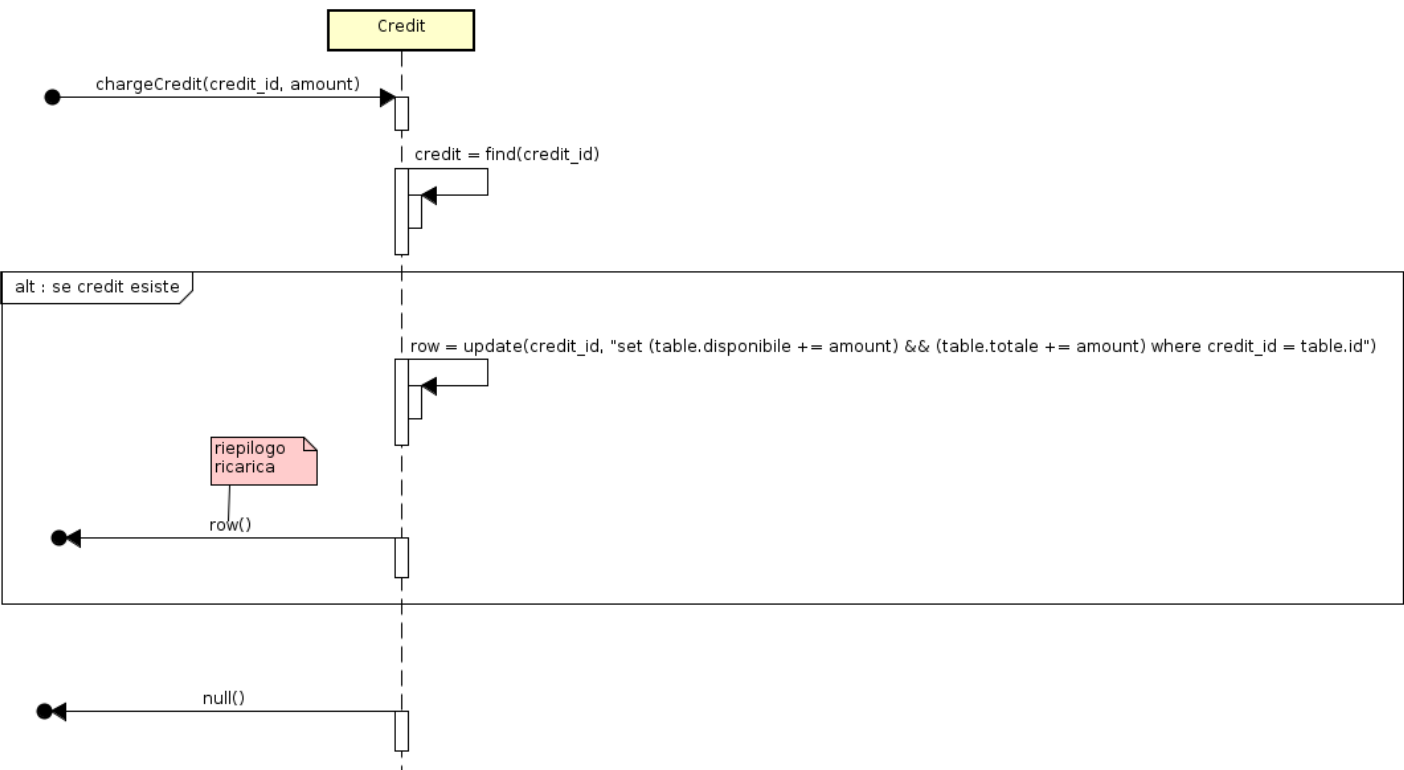 Credit
chargeCredit(credit_id, amount)
credit = find(credit_id)
alt : se credit esiste
row = update(credit_id, "set (table.disponibile += amount) && (table.totale += amount) where credit_id = table.id")
riepilogo
ricarica
row()
null()